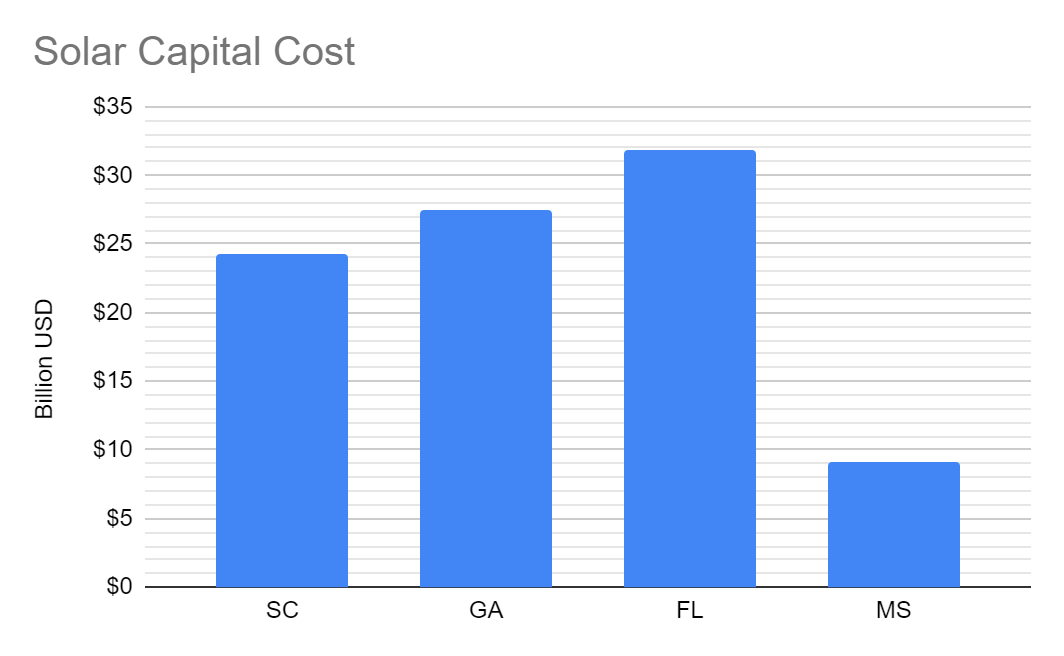 Solar Capital Cost
$35
$30
$25
$20
$15
$10
$5
$0
Billion USD
SC
GA
FL
MS